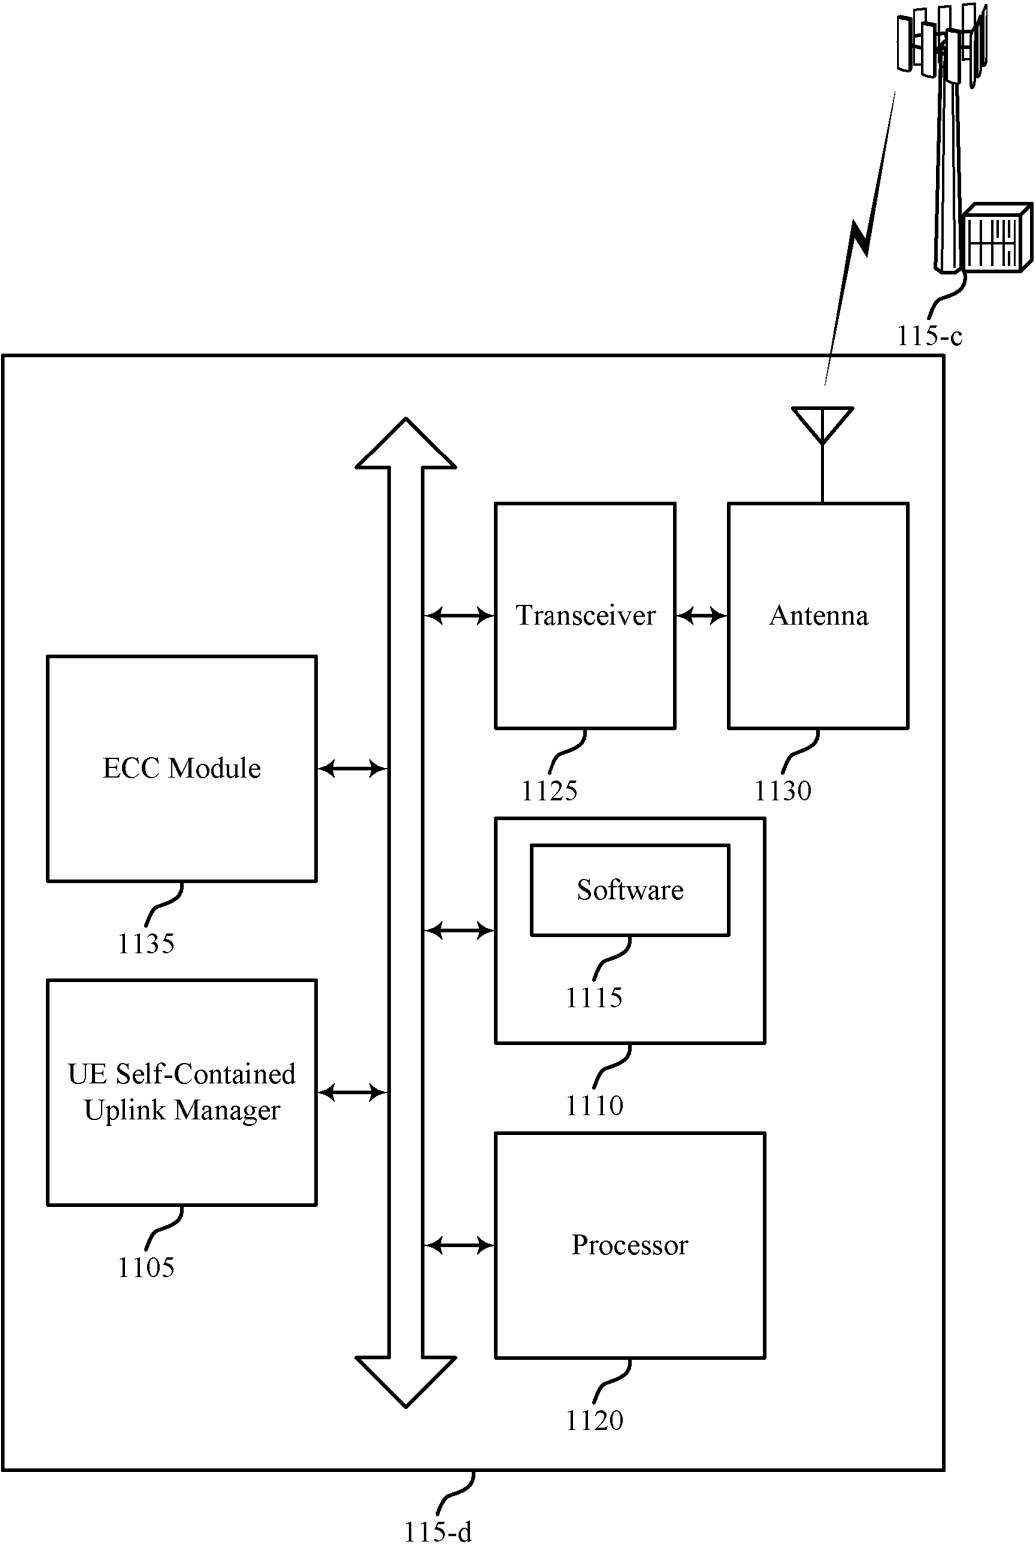 115-c
Transceiver
Antenna
1125
1130
ECC Module
1135
Software
1115
1110
UE Self-Contained
Uplink Manager
1105
Processor
1120
115-d